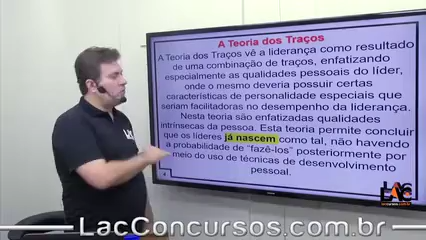 LAC
A Teoria dos Traços
A Teoria dos Traços vê a liderança como resultado
de uma combinação de traços, enfatizando
especialmente as qualidades pessoais do líder,
onde o mesmo deveria possuir certas
características de personalidade especiais que
seriam facilitadoras no desempenho da liderança.
Nesta teoria são enfatizadas qualidades
intrínsecas da pessoa. Esta teoria permite concluir
que os líderes já nascem como tal, não havendo
a probabilidade de “fazê-los” posteriormente por
meio do uso de técnicas de desenvolvimento
pessoal.
LAC
LacConcursos.com.br